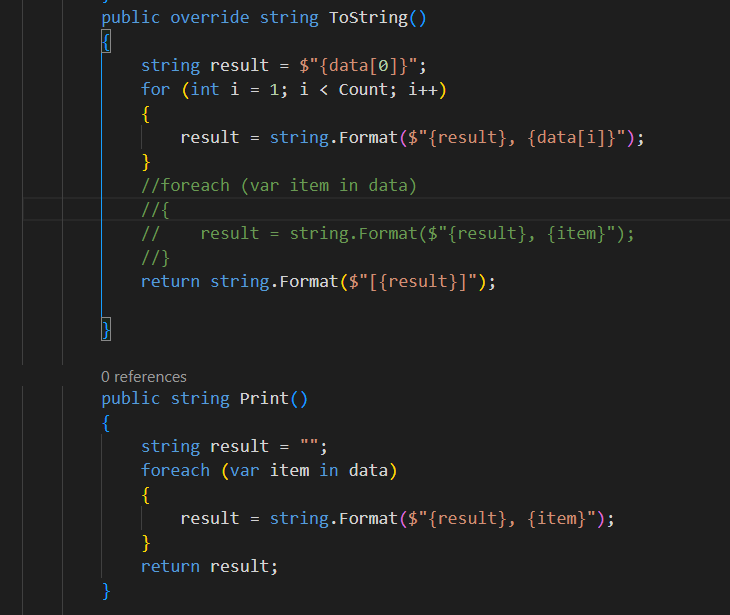 public override string ToString()
{
    string result = $"{data[0]}";
    for (int i = 1; i < Count; i++)
    {
        result = string.Format($"{result}, {data[i]}");
    }
    //foreach (var item in data)
    //{
    //    result = string.Format($"{result}, {item}");
    //}
    return string.Format($"[{result}]");
}
0 references
public string Print()
{
    string result = "";
    foreach (var item in data)
    {
        result = string.Format($"{result}, {item}");
    }
    return result;
}